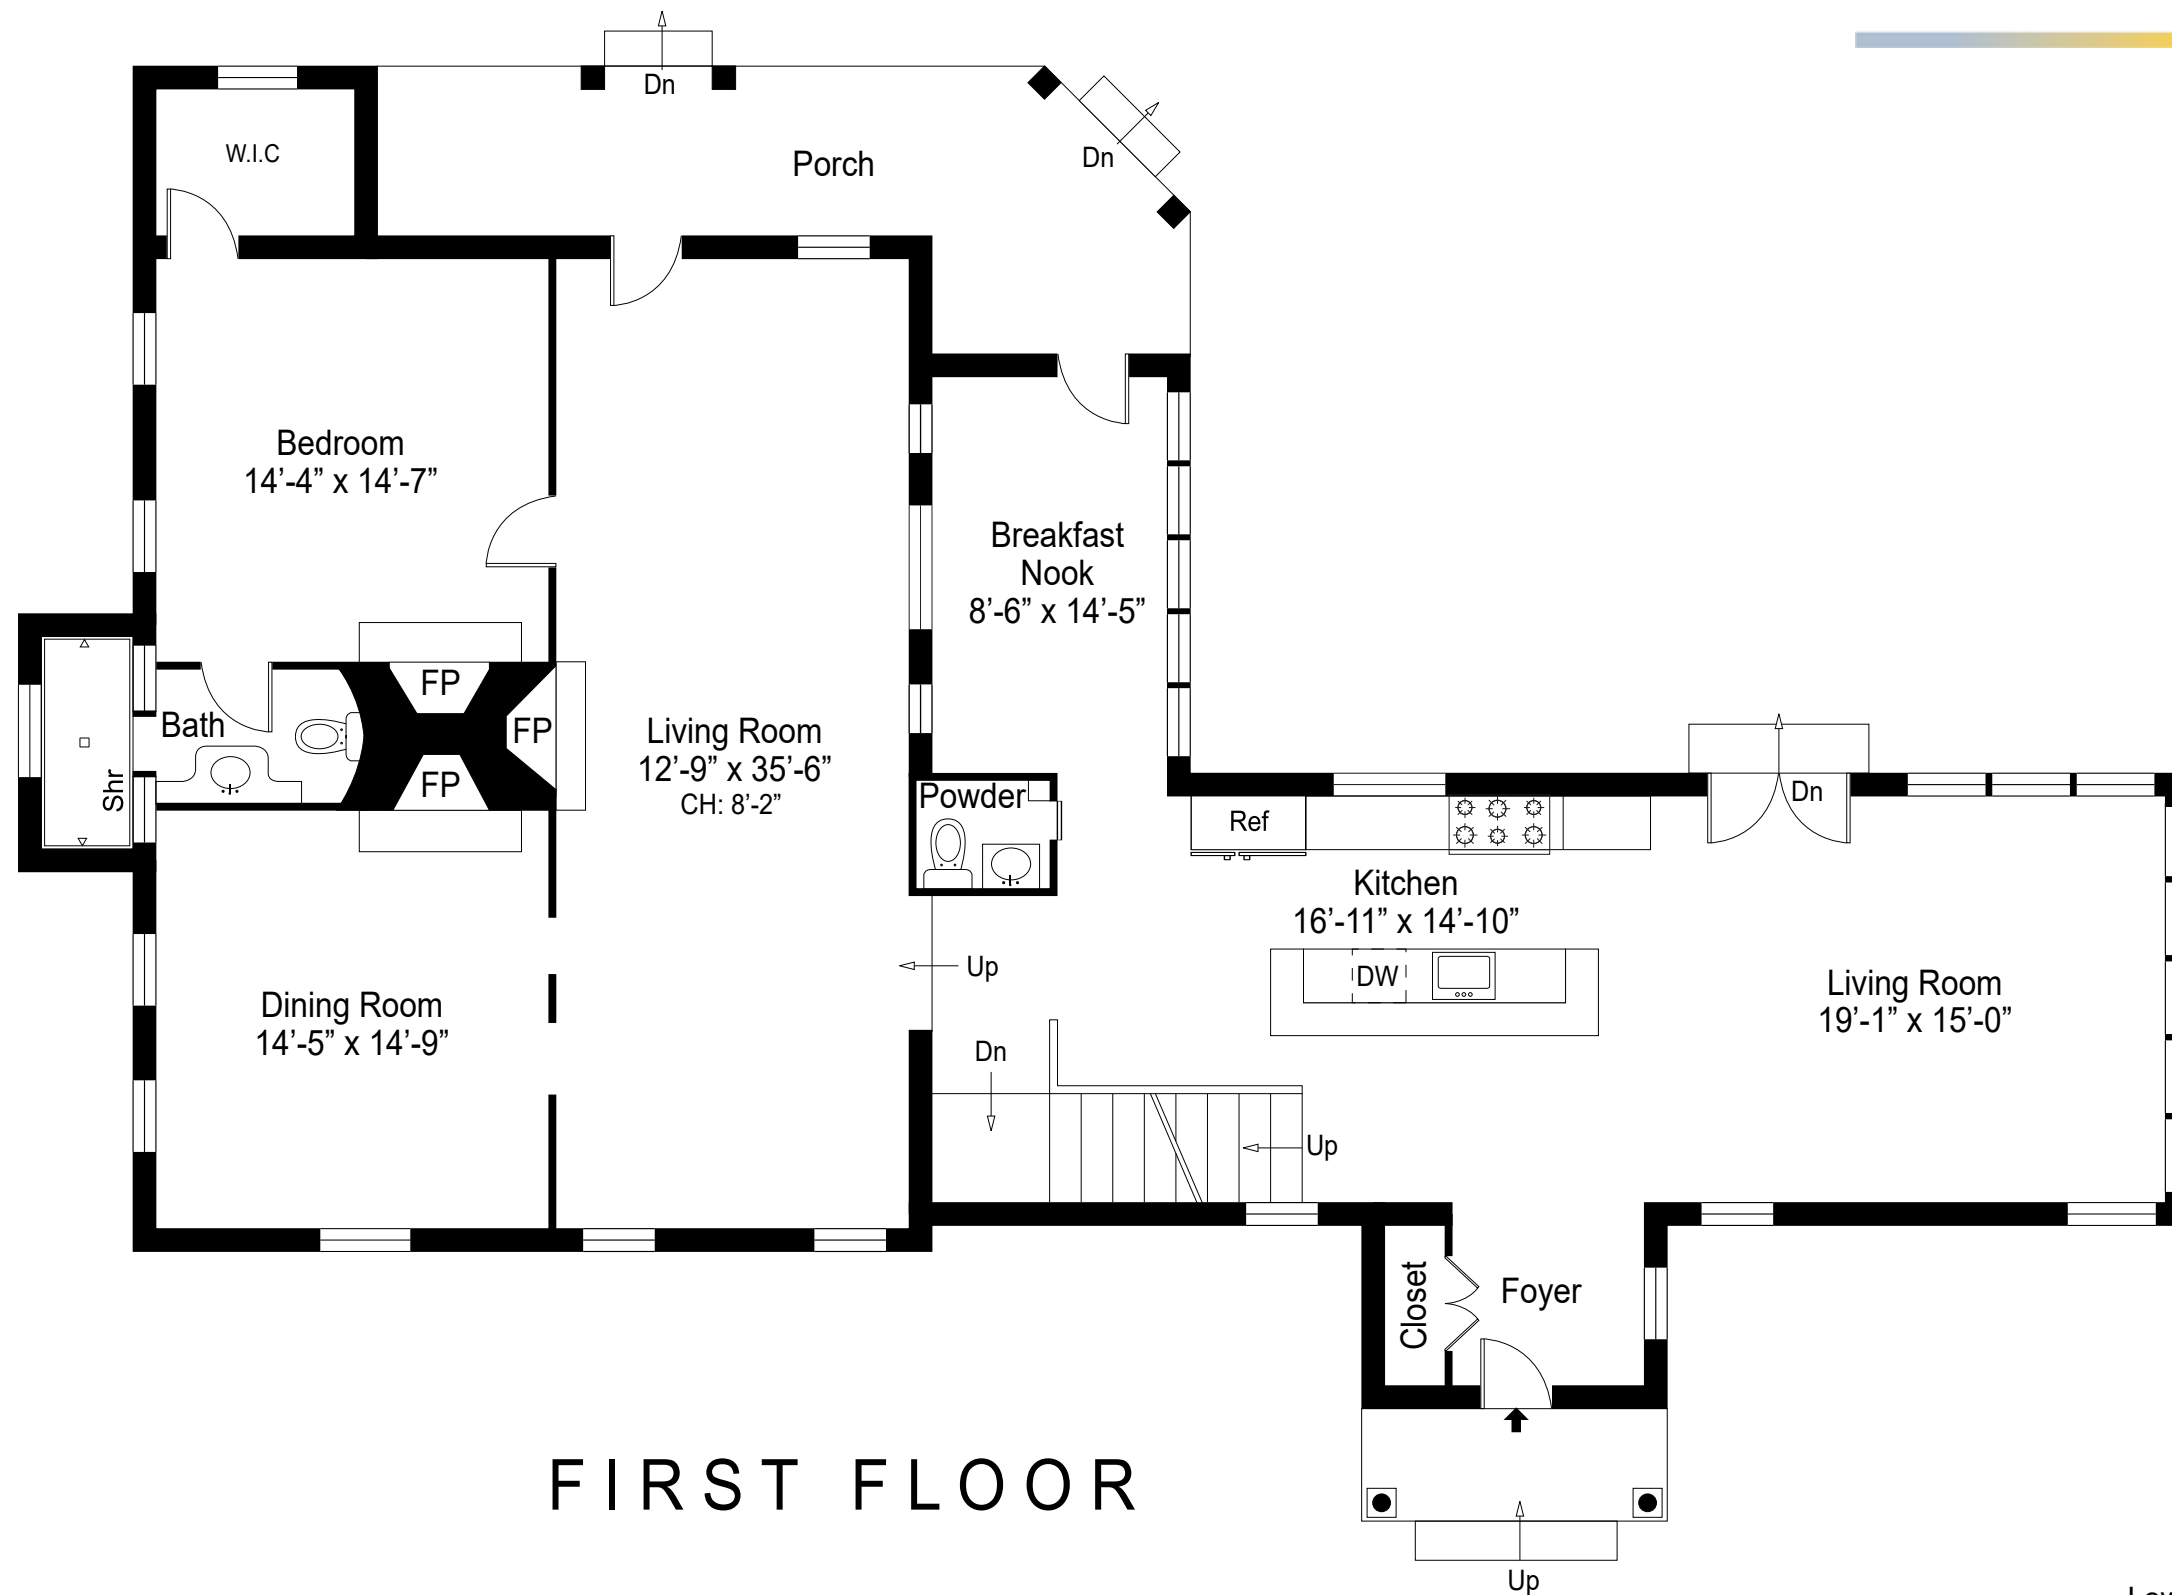 Dn
W.I.C
Porch
Dn
Bedroom
14’-4” x 14’-7”
Breakfast
Nook
8’-6” x 14’-5”
FP
Bath
FP
FP
Shr
Living Room
12’-9” x 35’-6”
CH: 8’-2”
Powder
Ref
Dn
Kitchen
16’-11” x 14’-10”
DW
Up
Living Room
19’-1” x 15’-0”
Dining Room
14’-5” x 14’-9”
Dn
Up
Closet
Foyer
FIRST FLOOR
Up